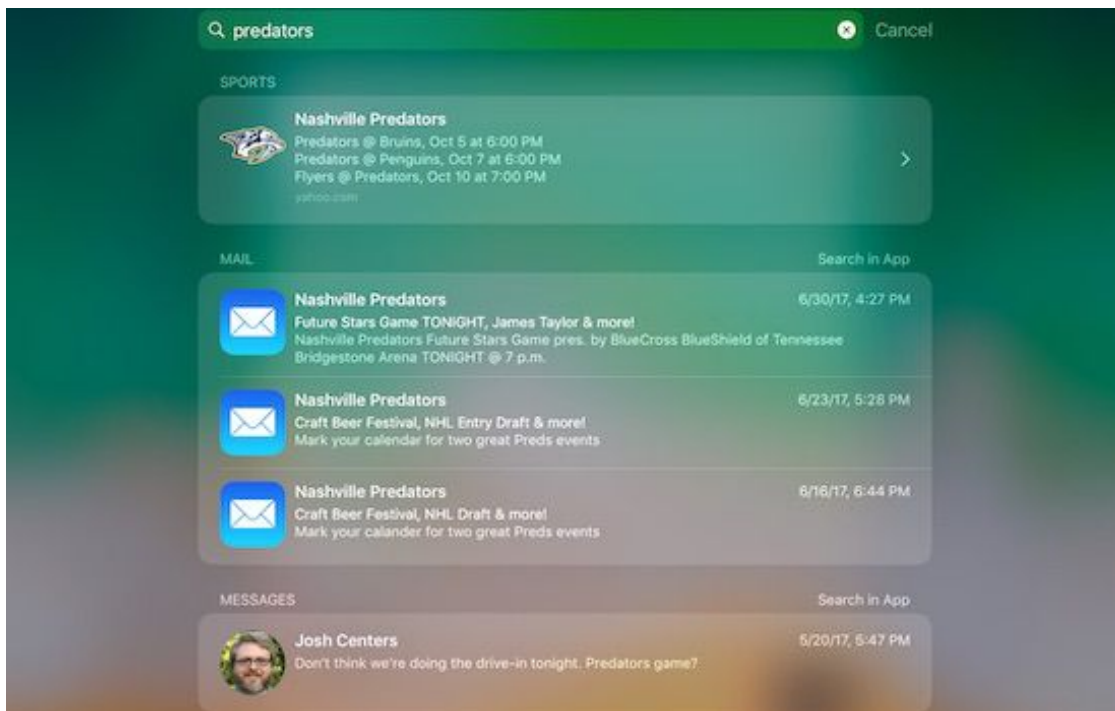 predators
Cancel
SPORTS
Nashville Predators
Predators @ Bruins, Oct 5 at 6:00 PM
Predators @ Penguins, Oct 7 at 6:00 PM
Flyers @ Predators, Oct 10 at 7:00 PM
yahoo.com
MAIL
Search in App
Nashville Predators
6/30/17, 4:27 PM
Future Stars Game TONIGHT, James Taylor & more!
Nashville Predators Future Stars Game pres. by BlueCross BlueShield of Tennessee
Bridgestone Arena TONIGHT @ 7 p.m.
Nashville Predators
6/23/17, 5:28 PM
Craft Beer Festival, NHL Entry Draft & more!
Mark your calendar for two great Preds events
Nashville Predators
6/16/17, 6:44 PM
Craft Beer Festival, NHL Draft & more!
Mark your calander for two great Preds events
MESSAGES
Search in App
Josh Centers
5/20/17, 5:47 PM
Don't think we're doing the drive-in tonight. Predators game?